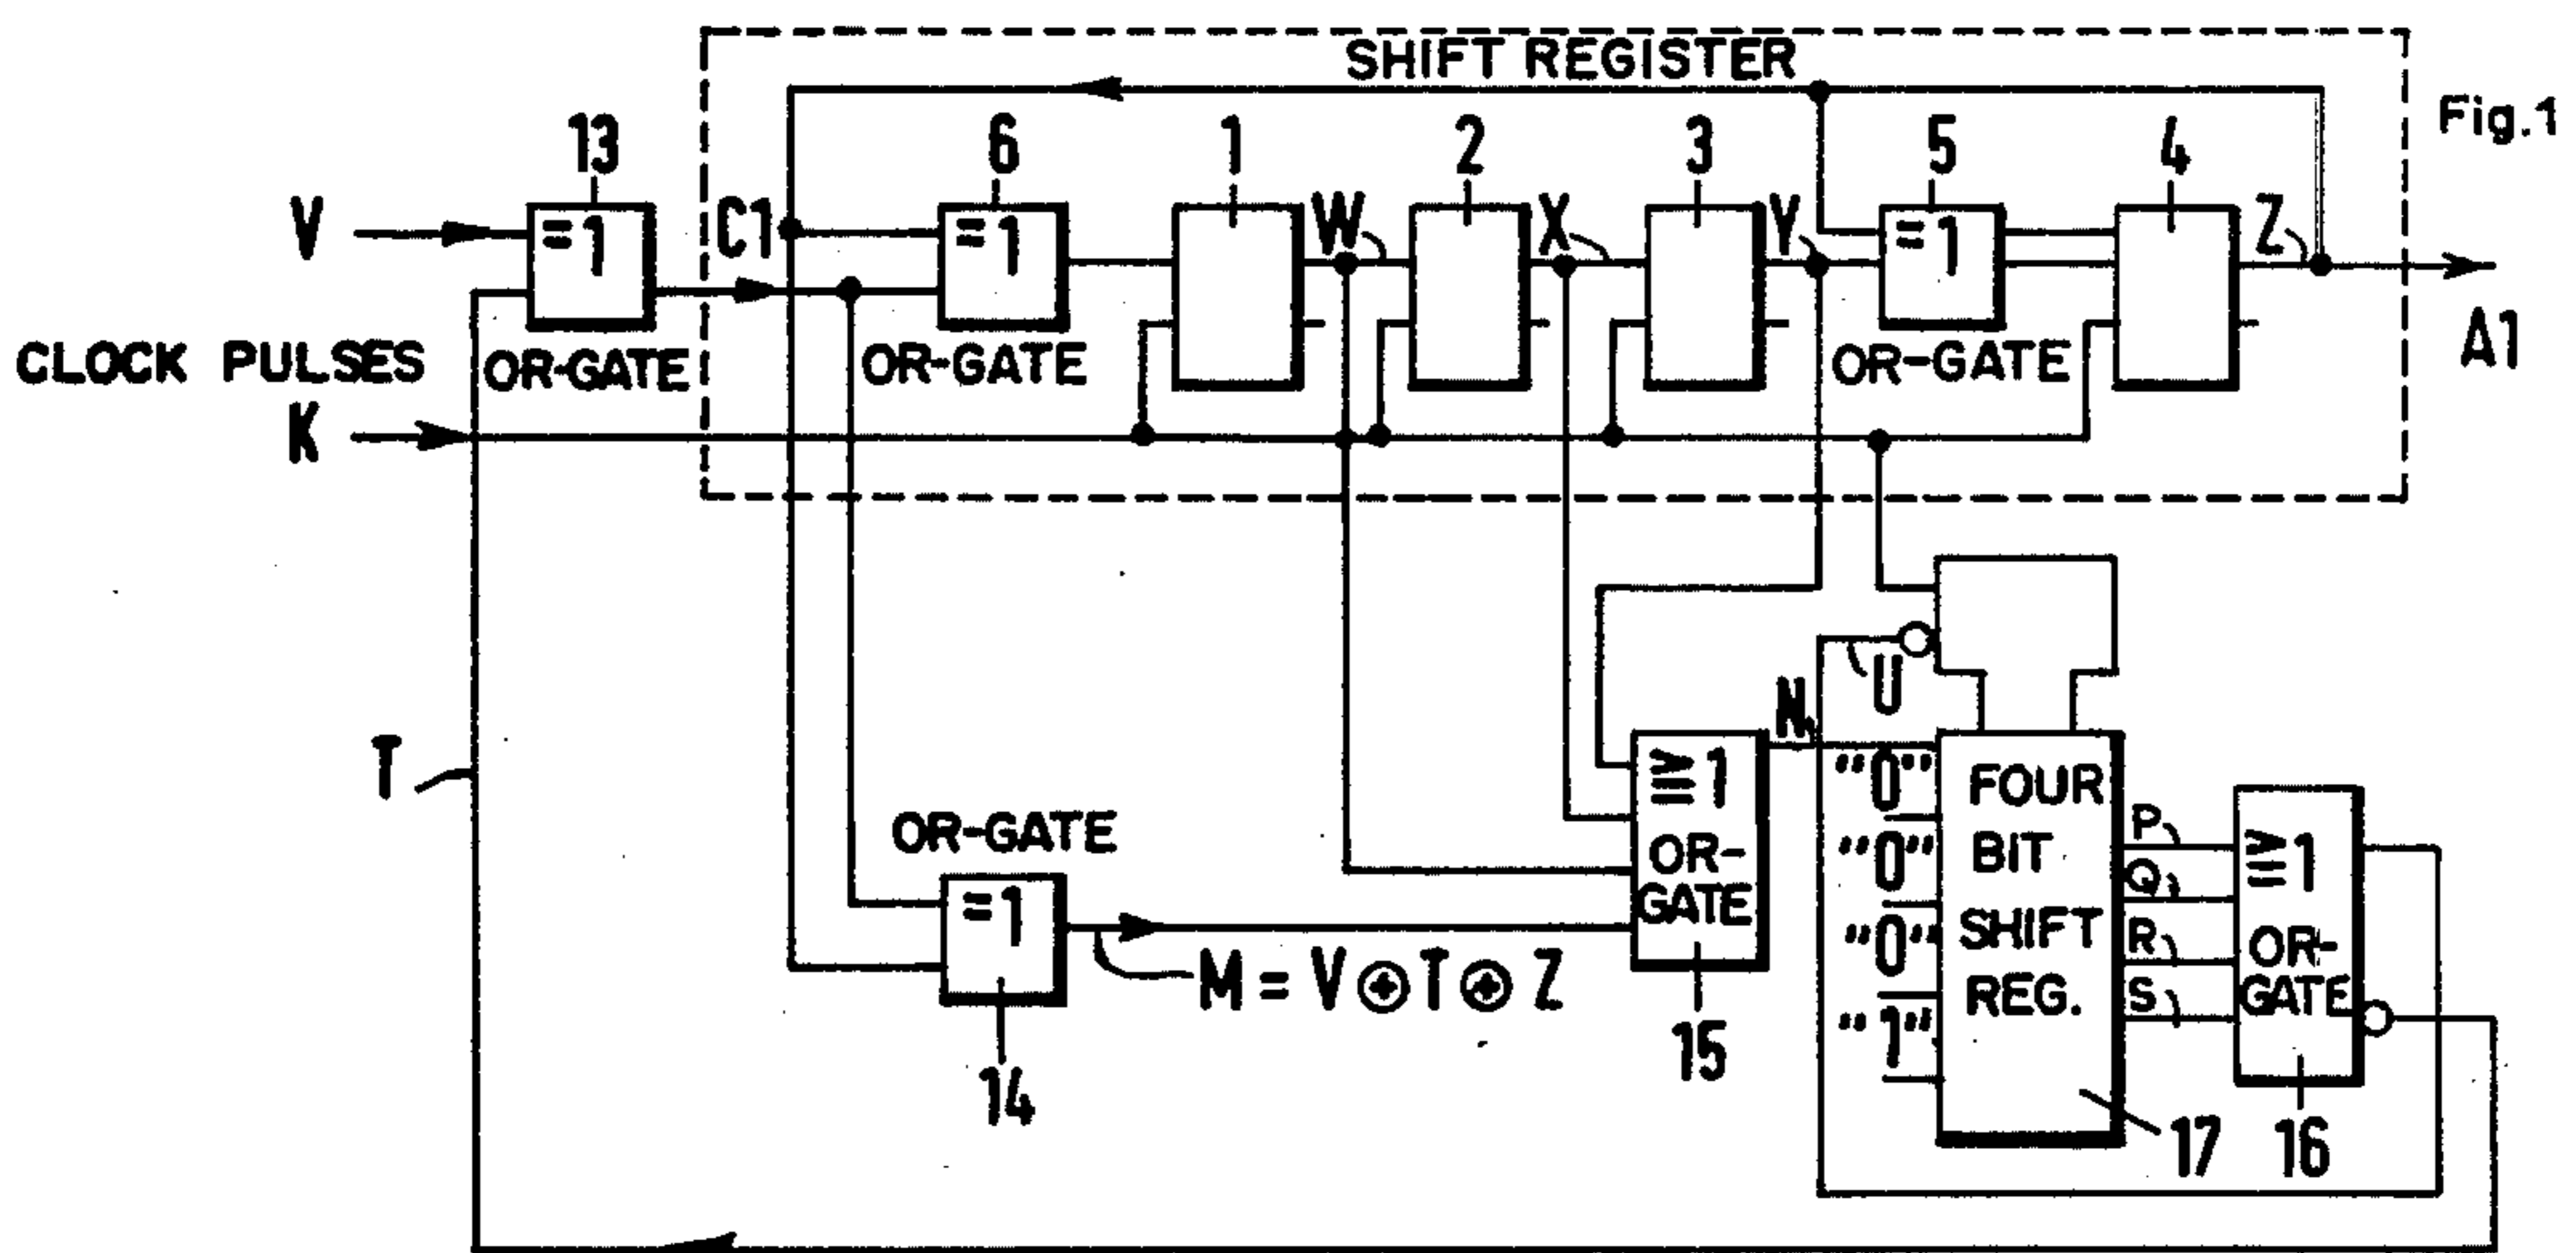 SHIFT REGISTER
Fig.1
13
6
1
2
3
5
4
V
=1
C1
=1
W
X
Y
=1
Z
A1
CLOCK PULSES
OR-GATE
OR-GATE
OR-GATE
K
U
N
T
≧1
OR-
GATE
15
"0"
"0"
"0"
"1"
FOUR
BIT
SHIFT
REG.
17
P
Q
R
S
≧1
OR-
GATE
16
OR-GATE
=1
14
M = V ⊕ T ⊕ Z